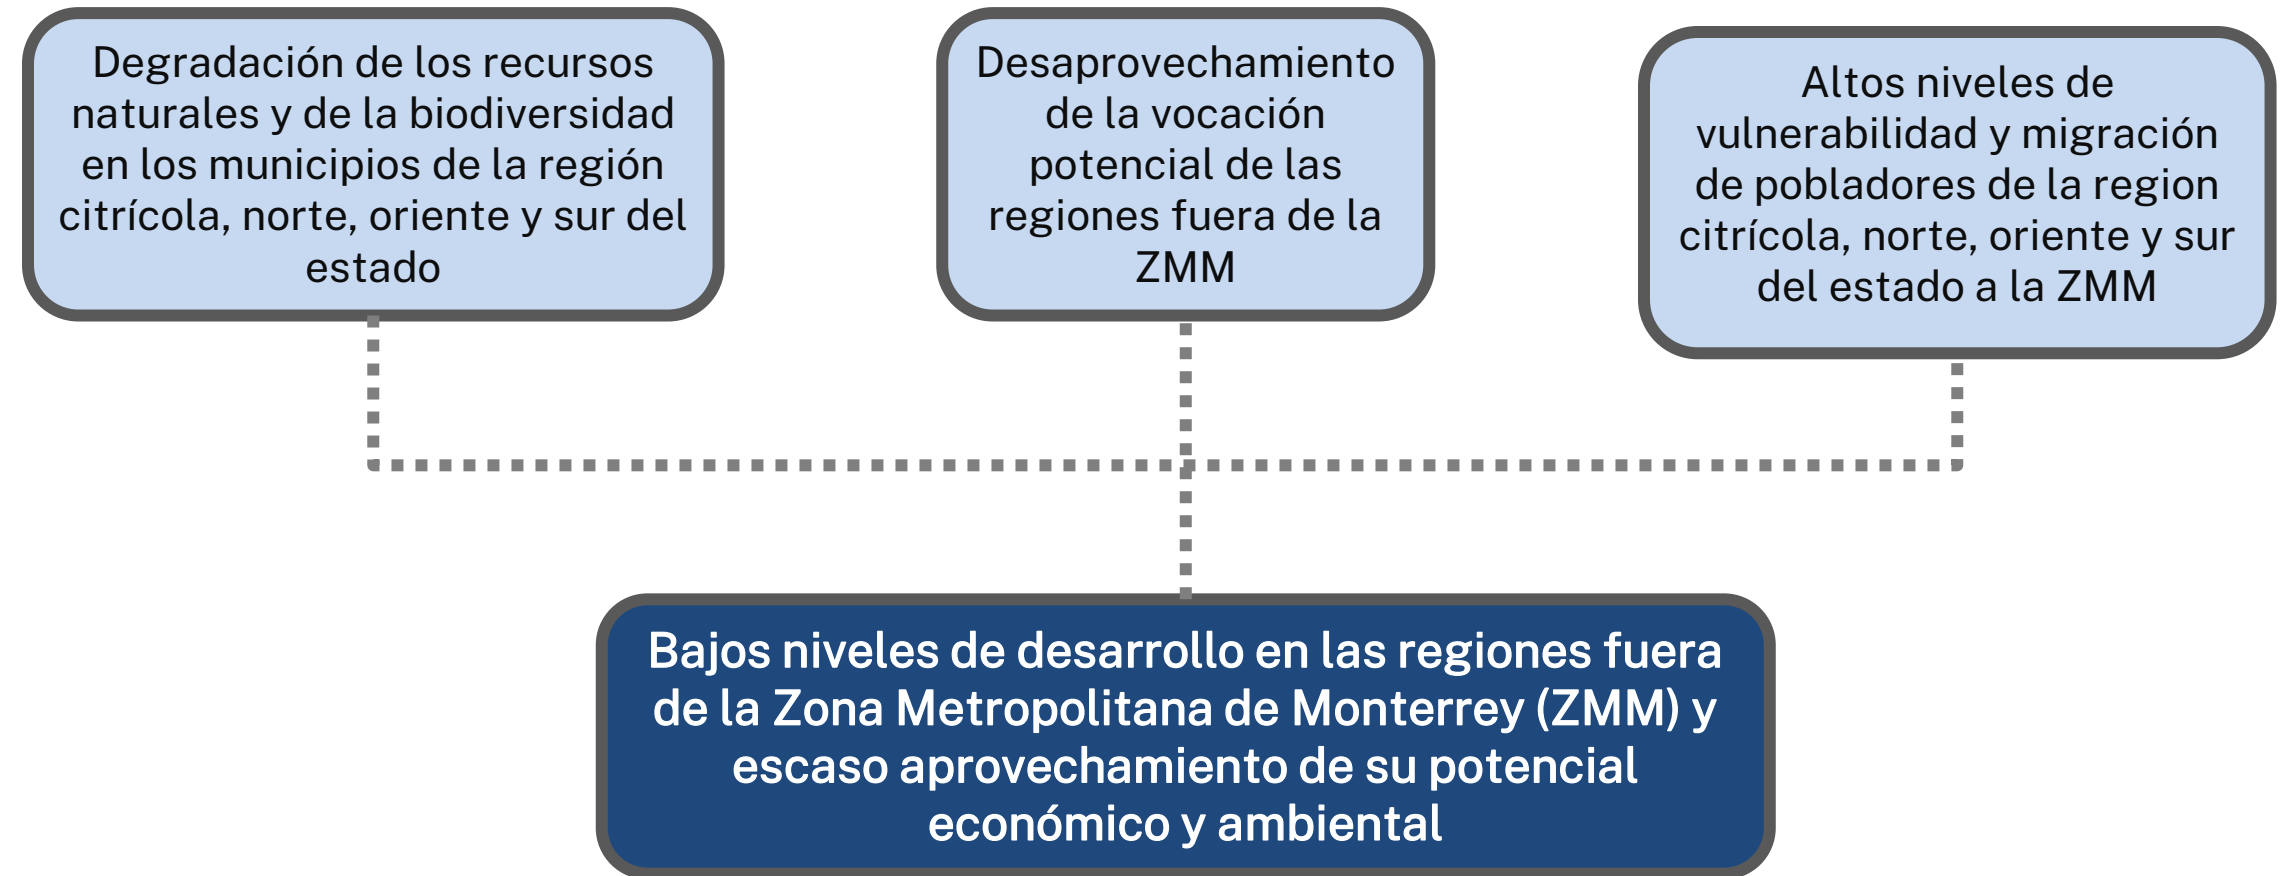 Degradación de los recursos
naturales y de la biodiversidad
en los municipios de la región
citrícola, norte, oriente y sur del
estado
Desaprovechamiento
de la vocación
potencial de las
regiones fuera de la
ZMM
Altos niveles de
vulnerabilidad y migración
de pobladores de la region
citrícola, norte, oriente y sur
del estado a la ZMM
Bajos niveles de desarrollo en las regiones fuera
de la Zona Metropolitana de Monterrey (ZMM) y
escaso aprovechamiento de su potencial
económico y ambiental